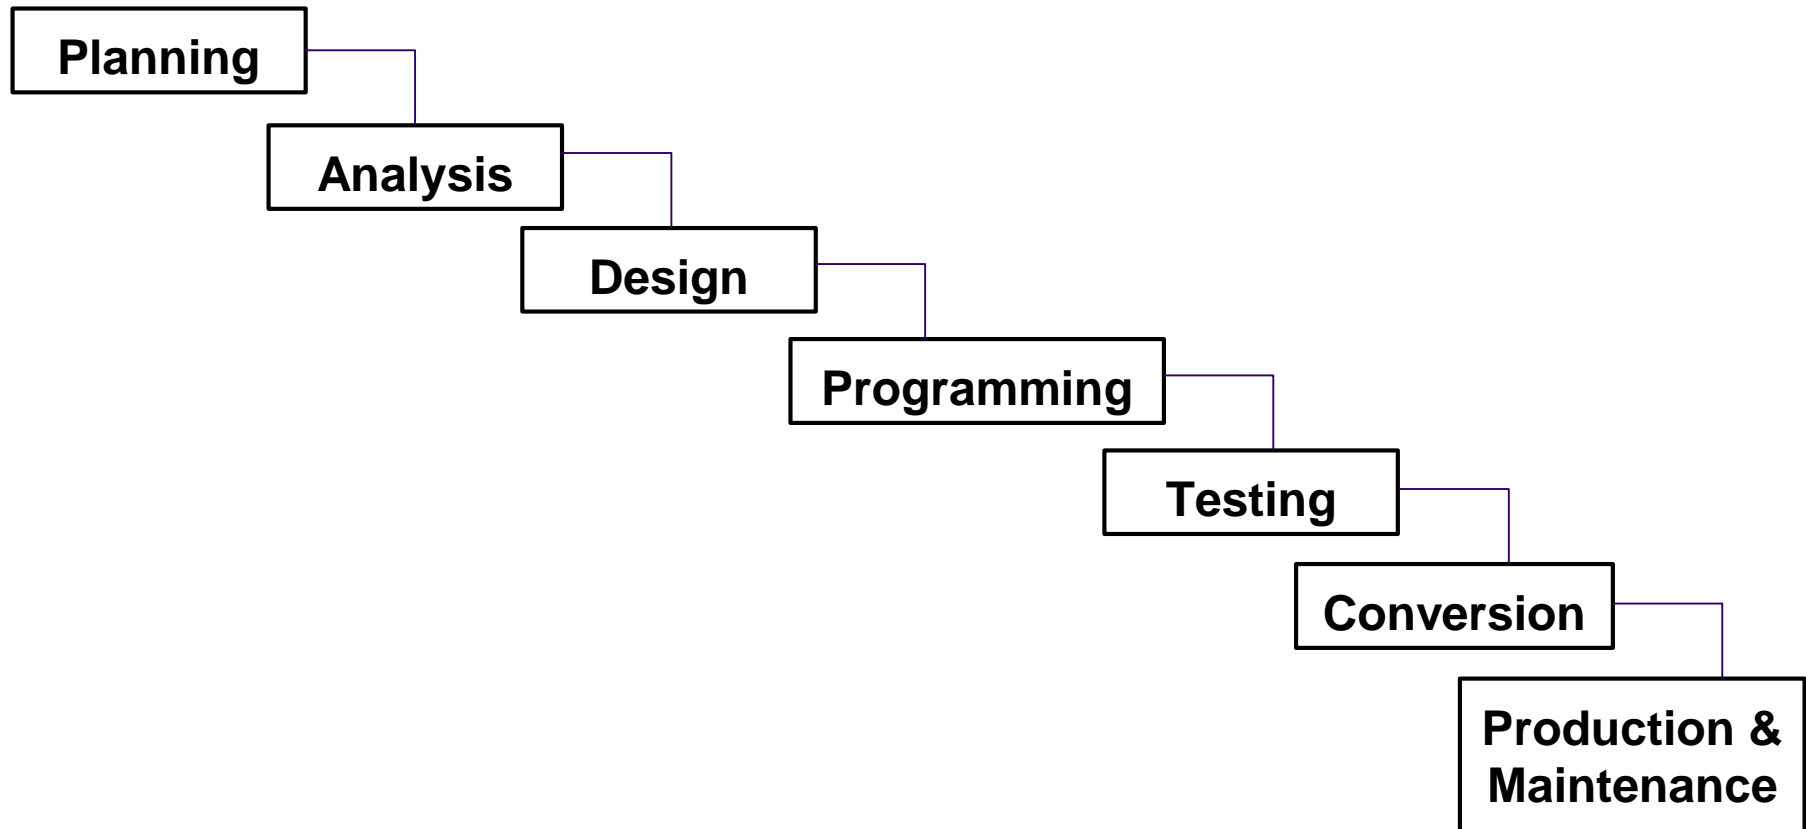 Planning
Analysis
Design
Programming
Testing
Conversion
Production &
Maintenance